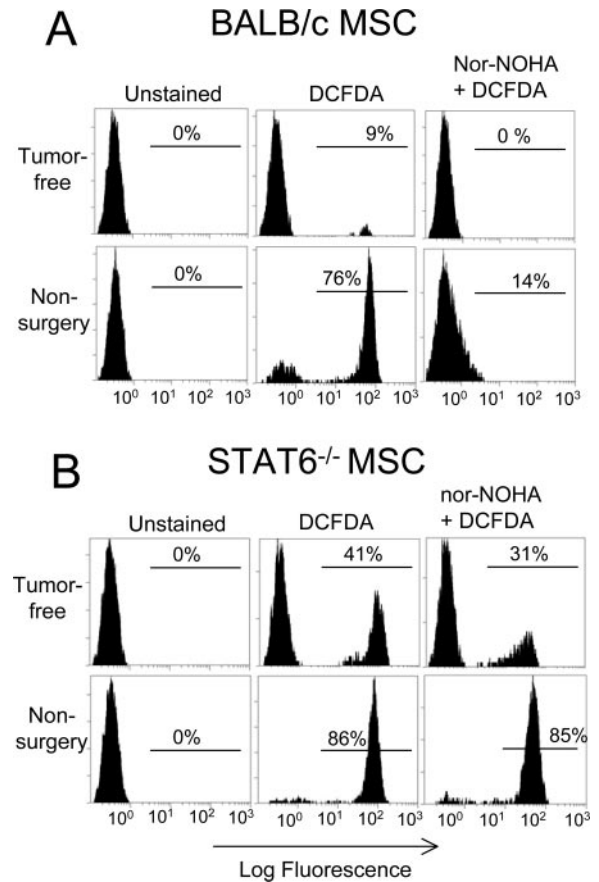 A
BALB/c MSC
Unstained
DCFDA
Nor-NOHA
+ DCFDA
Tumor-
free
0%
9%
0 %
Non-
surgery
0%
76%
14%
10⁰ 10¹ 10² 10³
10⁰ 10¹ 10² 10³
10⁰ 10¹ 10² 10³
B
STAT6⁻/⁻ MSC
Unstained
DCFDA
nor-NOHA
+ DCFDA
Tumor-
free
0%
41%
31%
Non-
surgery
0%
86%
85%
10⁰ 10¹ 10² 10³
10⁰ 10¹ 10² 10³
10⁰ 10¹ 10² 10³
Log Fluorescence